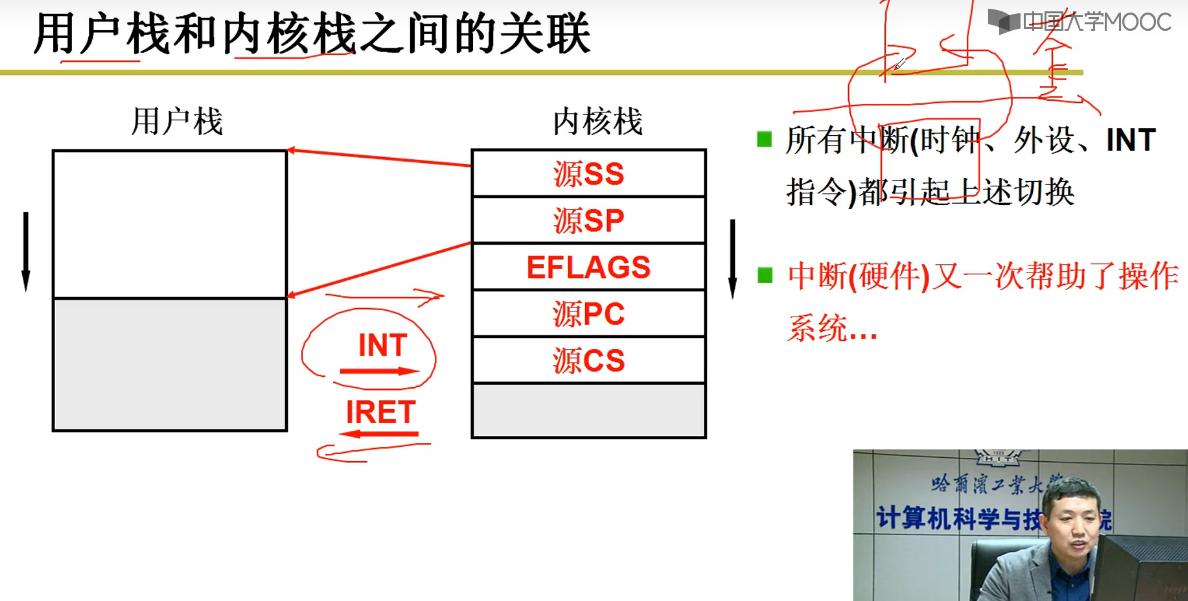 用户栈和内核栈之间的关联
中国大学MOOC
用户栈
内核栈
源SS
源SP
EFLAGS
源PC
源CS
INT
IRET
所有中断(时钟、外设、INT
指令)都引起上述切换
中断(硬件)又一次帮助了操作
系统...
HIT
哈尔滨工业大学
计算机科学与技 院